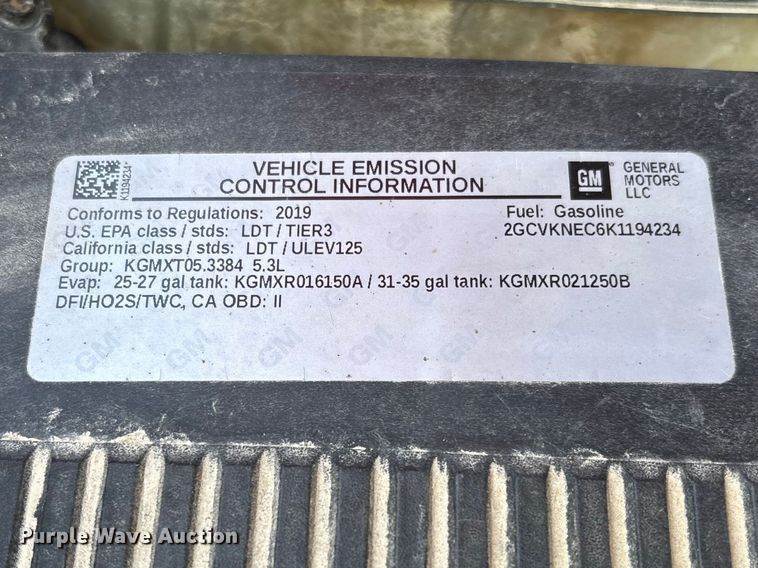 K1194234*
VEHICLE EMISSION
CONTROL INFORMATION
GM
GENERAL
MOTORS
LLC
Conforms to Regulations: 2019
Fuel: Gasoline
U.S. EPA class / stds: LDT / TIER3
2GCVKNEC6K1194234
California class / stds: LDT / ULEV125
Group: KGMXT05.3384 5.3L
Evap: 25-27 gal tank: KGMXR016150A / 31-35 gal tank: KGMXR021250B
DFI/HO2S/TWC, CA OBD: II
Purple Wave Auction